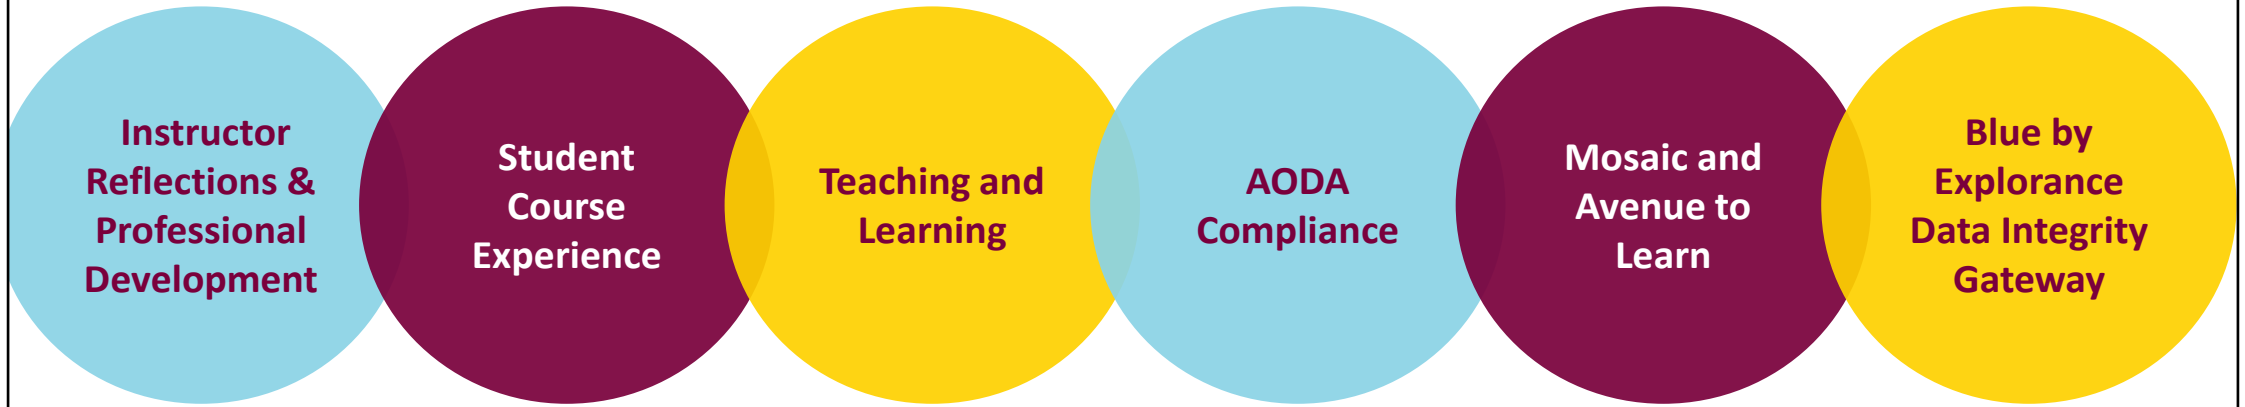 Instructor
Reflections &
Professional
Development
Student
Course
Experience
Teaching and
Learning
AODA
Compliance
Mosaic and
Avenue to
Learn
Blue by
Explorance
Data Integrity
Gateway